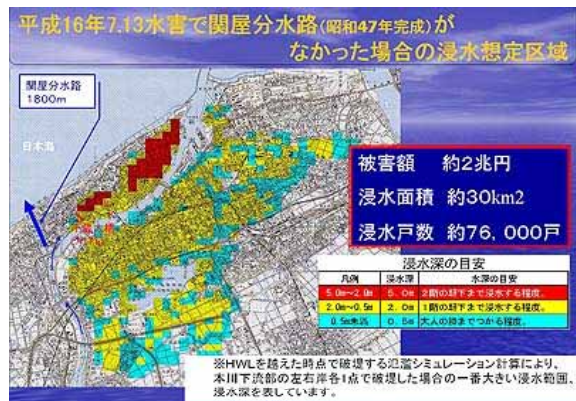 平成16年7.13水害で関屋分水路(昭和47年完成)が
なかった場合の浸水想定区域
関屋分水路
1800m
日本海
被害額 約2兆円
浸水面積 約30km2
浸水戸数 約76,000戸
浸水深の目安
凡例 浸水深 水深の目安
5.0m～2.0m 5.0m 2階の軒下まで浸水する程度。
2.0m～0.5m 2.0m 1階の軒下まで浸水する程度。
0.5m未満 0.5m 大人の膝までつかる程度。
※HWLを越えた時点で破堤する氾濫シミュレーション計算により、
本川下流部の左右岸各1点で破堤した場合の一番大きい浸水範囲、
浸水深を表しています。